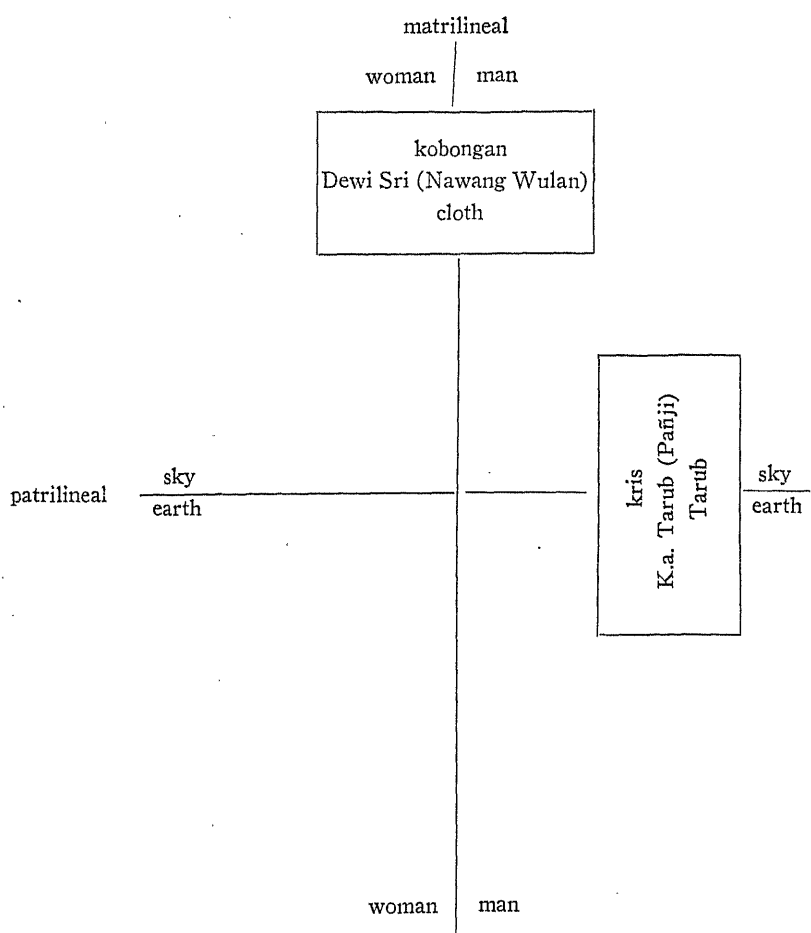 matrilineal
woman man
kobongan
Dewi Sri (Nawang Wulan)
cloth
patrilineal
sky
earth
kris
K.a. Tarub (Pañji)
Tarub
sky
earth
woman man